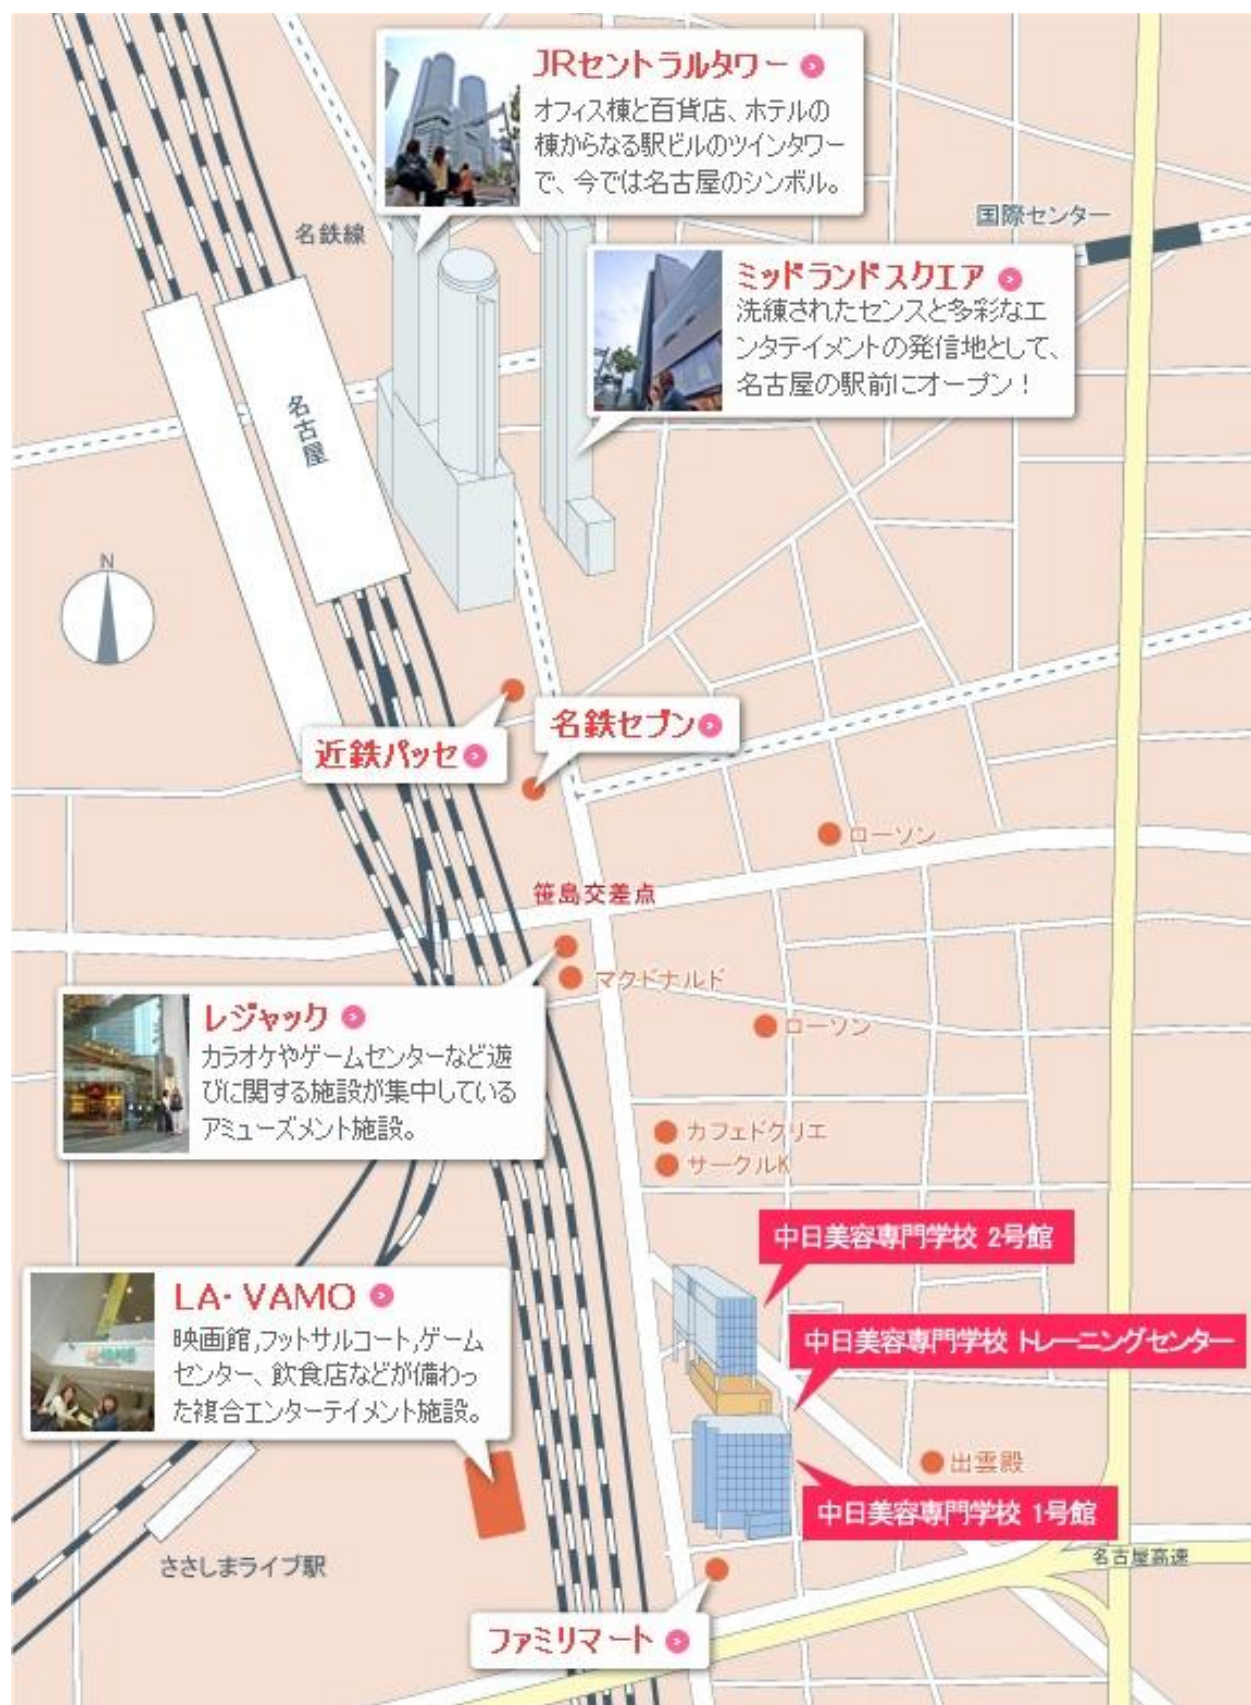 JRセントラルタワー
オフィス棟と百貨店、ホテルの
棟からなる駅ビルのツインタワー
で、今では名古屋のシンボル。
国際センター
名鉄線
ミッドランドスクエア
洗練されたセンスと多彩なエ
ンタテイメントの発信地として、
名古屋の駅前にオープン！
名古屋
N
名鉄セブン
近鉄パッセ
ローソン
笹島交差点
マクドナルド
レジャック
カラオケやゲームセンターなど遊
びに関する施設が集中している
アミューズメント施設。
ローソン
カフェドクリエ
サークルK
中日美容専門学校 2号館
LA・VAMO
映画館,フットサルコート,ゲーム
センター、飲食店などが備わっ
た複合エンターテイメント施設。
中日美容専門学校 トレーニングセンター
出雲殿
中日美容専門学校 1号館
名古屋高速
ささしまライブ駅
ファミリマート